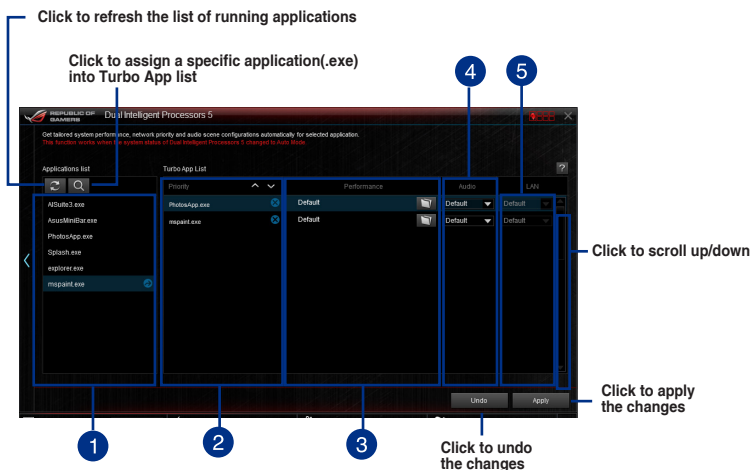 Click to refresh the list of running applications
Click to assign a specific application(.exe)
into Turbo App list
4
5
REPUBLIC OF
GAMERS
Dual Intelligent Processors 5
Get tailored system performance, network priority and audio scene configurations automatically for selected application.
This function works when the system status of Dual Intelligent Processors 5 changed to Auto Mode.
Applications list
Turbo App List
?
Priority
Performance
Audio
LAN
AISuite3.exe
PhotosApp.exe
Default
Default
Default
AsusMiniBar.exe
mspaint.exe
Default
Default
Default
PhotosApp.exe
Splash.exe
explorer.exe
mspaint.exe
Click to scroll up/down
Undo
Apply
Click to apply
the changes
1
2
3
Click to undo
the changes